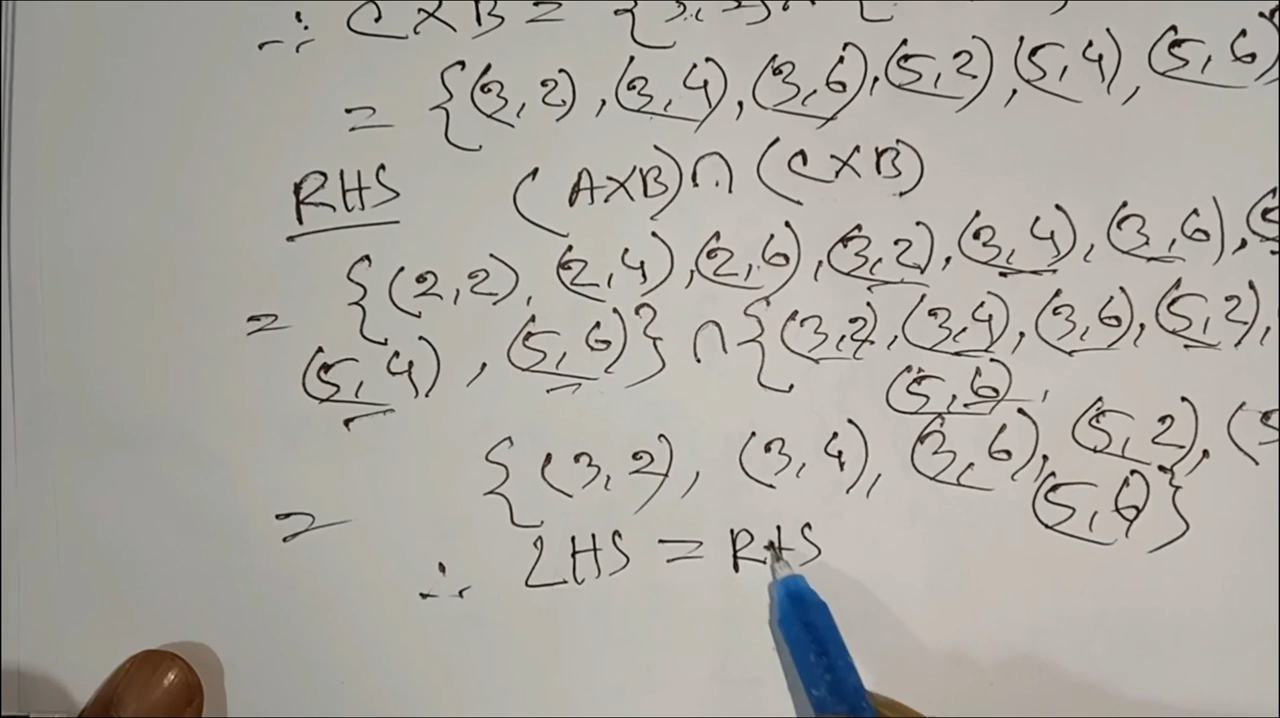 ∴ C X B =
= {(3,2), (3,4), (3,6), (5,2), (5,4), (5,6)
RHS (A X B) ∩ (C X B)
= {(2,2), (2,4), (2,6), (3,2), (3,4), (3,6),
(5,4), (5,6)} ∩ {(3,2), (3,4), (3,6), (5,2),
(5,6)
= {(3,2), (3,4), (3,6), (5,2),
(5,6)}
∴ LHS = RHS